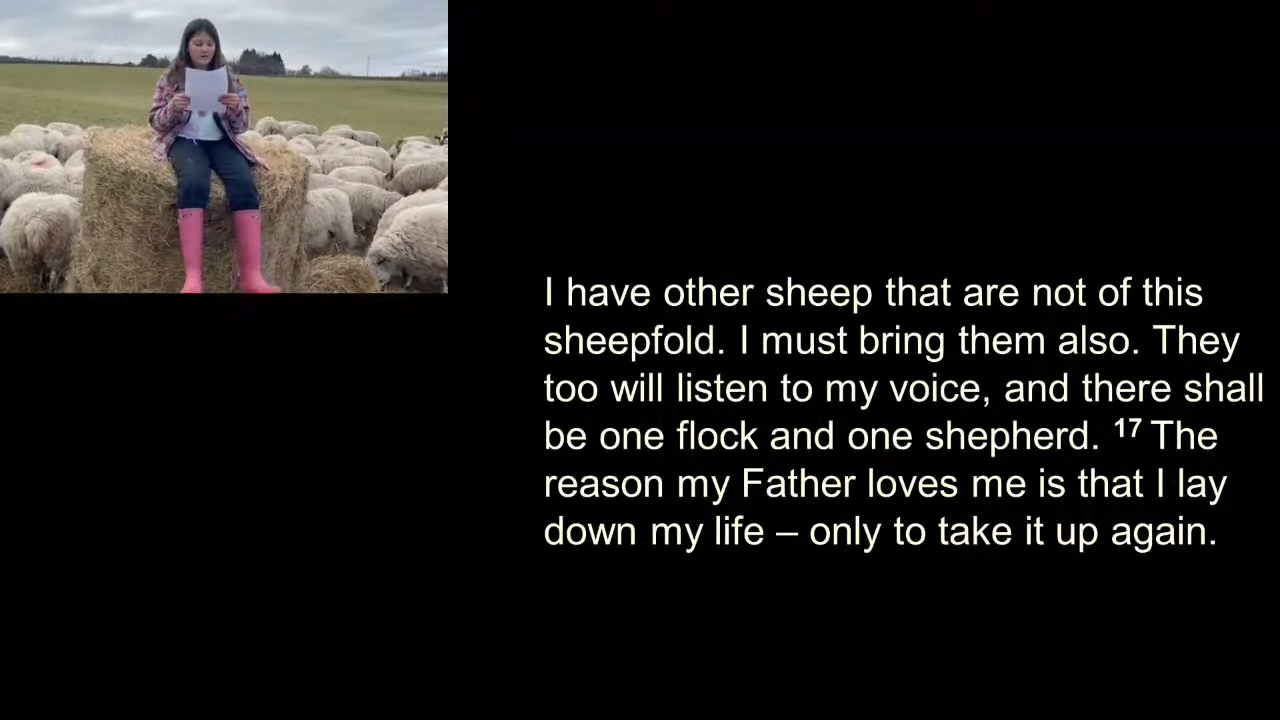 I have other sheep that are not of this
sheepfold. I must bring them also. They
too will listen to my voice, and there shall
be one flock and one shepherd. 17 The
reason my Father loves me is that I lay
down my life – only to take it up again.